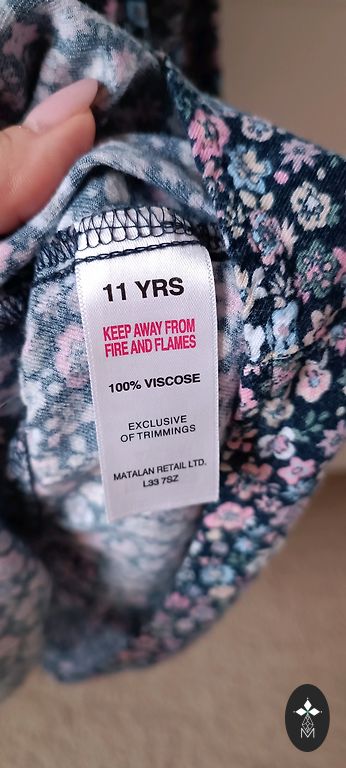 11 YRS
KEEP AWAY FROM
FIRE AND FLAMES
100% VISCOSE
EXCLUSIVE
OF TRIMMINGS
MATALAN RETAIL LTD.
L33 7SZ
M